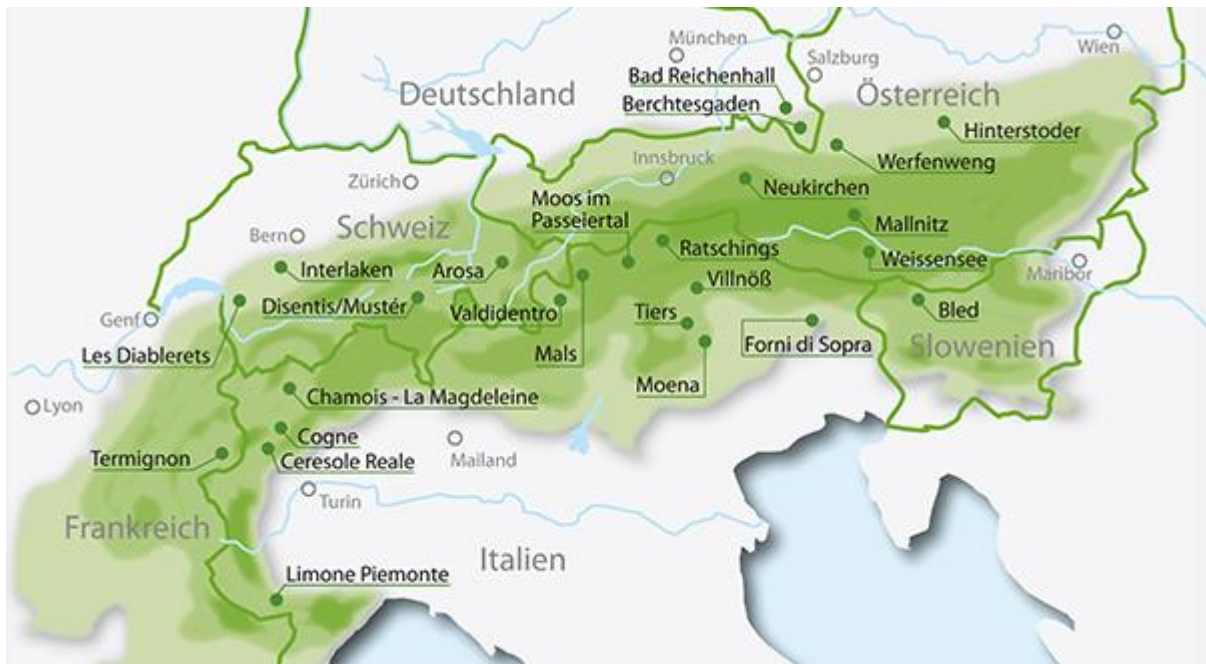 München
Wien
Salzburg
Bad Reichenhall
Deutschland
Österreich
Berchtesgaden
Hinterstoder
Innsbruck
Werfenweng
Zürich
Neukirchen
Moos im
Passeiertal
Schweiz
Mallnitz
Bern
Ratschings
Weissensee
Interlaken
Arosa
Maribor
Villnöß
Disentis/Mustér
Valdidentro
Tiers
Bled
Genf
Forni di Sopra
Slowenien
Les Diablerets
Mals
Moena
Chamois - La Magdeleine
Lyon
Cogne
Termignon
Ceresole Reale
Mailand
Turin
Frankreich
Italien
Limone Piemonte